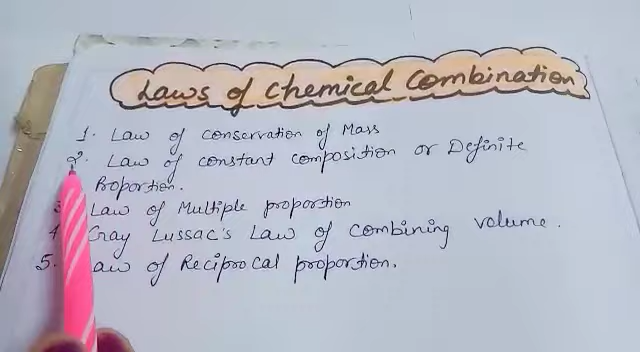 Laws of Chemical Combination
1. Law of conservation of Mass
2. Law of constant composition or Definite
Proportion.
3 Law of Multiple proportion
4 Gray Lussac's Law of combining volume.
5. Law of Reciprocal proportion.